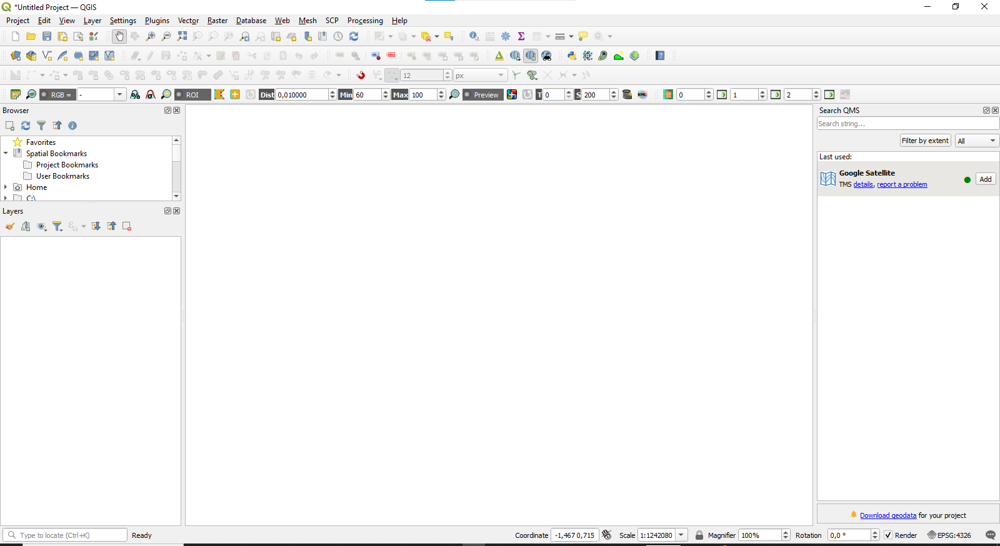 *Untitled Project — QGIS
Project Edit View Layer Settings Plugins Vector Raster Database Web Mesh SCP Processing Help
12 px
RGB = - ROI Dist 0,010000 Min 60 Max 100 Preview T 0 S 200 KML 0 1 2
Browser
Favorites
Spatial Bookmarks
Project Bookmarks
User Bookmarks
Home
C:\
Layers
Search QMS
Search string...
Filter by extent All
Last used:
Google Satellite
TMS details, report a problem
Add
Download geodata for your project
Type to locate (Ctrl+K) Ready Coordinate -1,467 0,715 Scale 1:1242080 Magnifier 100% Rotation 0,0 ° Render EPSG:4326